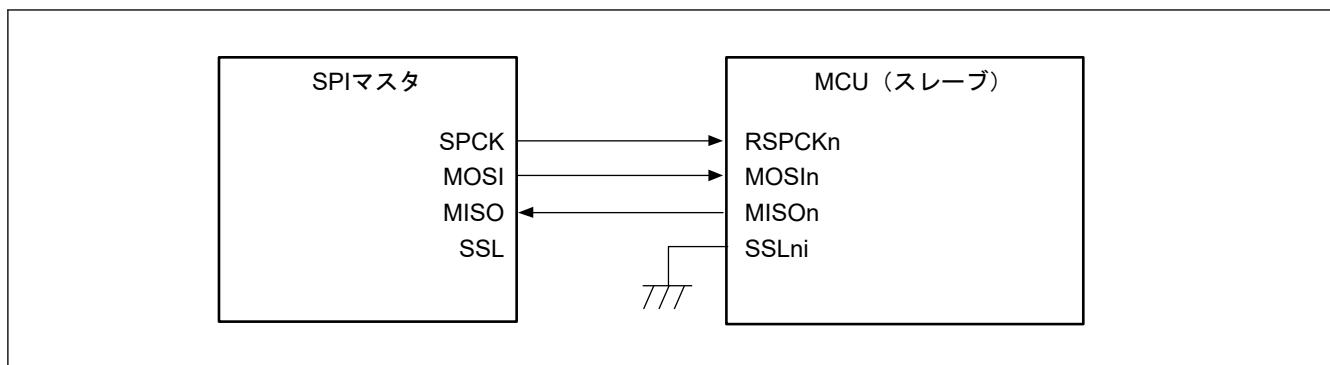 SPIマスタ
MCU（スレーブ）
SPCK
RSPCKn
MOSI
MOSIn
MISO
MISOn
SSL
SSLni